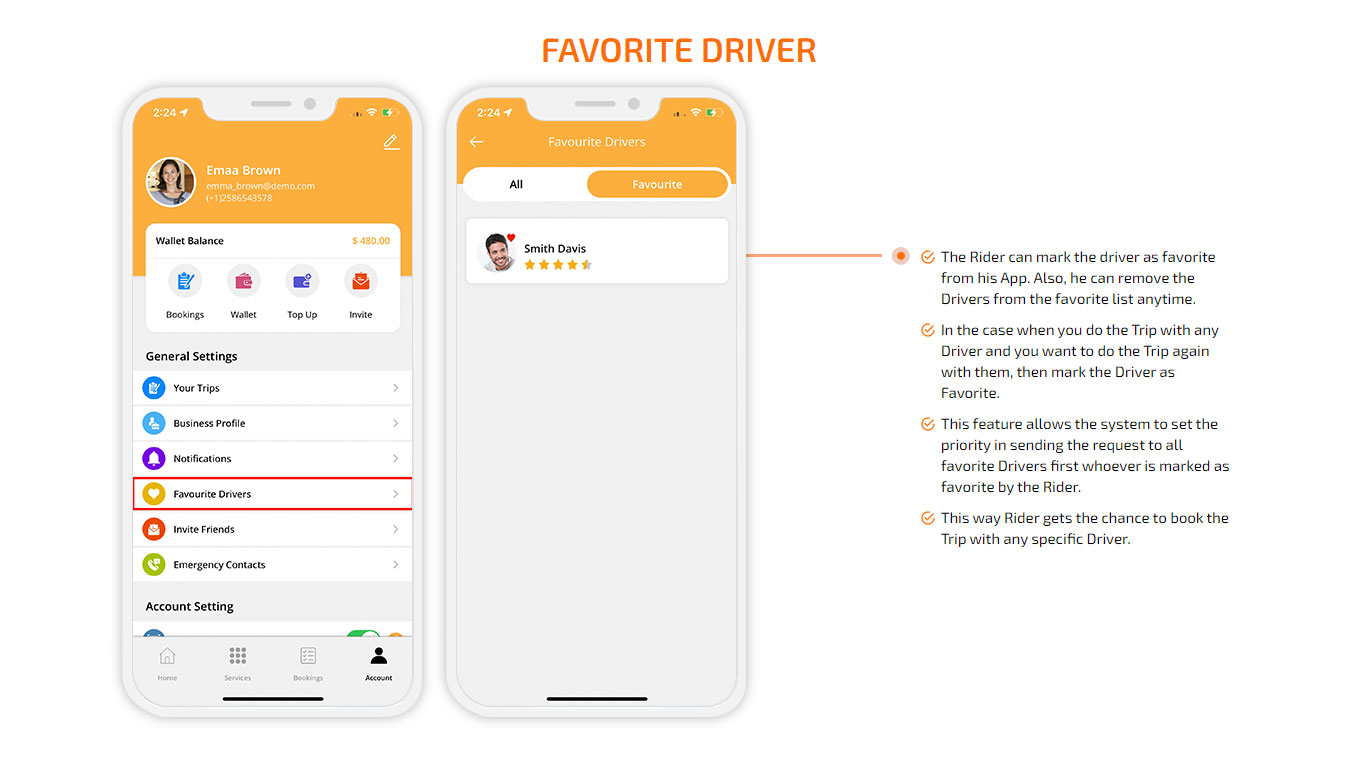 FAVORITE DRIVER
2:24
Emaa Brown
emma_brown@demo.com
(+1)2586543578
Wallet Balance
$ 480.00
Bookings
Wallet
Top Up
Invite
General Settings
Your Trips
Business Profile
Notifications
Favourite Drivers
Invite Friends
Emergency Contacts
Account Setting
Home
Services
Bookings
Account
2:24
Favourite Drivers
All
Favourite
Smith Davis
The Rider can mark the driver as favorite
from his App. Also, he can remove the
Drivers from the favorite list anytime.
In the case when you do the Trip with any
Driver and you want to do the Trip again
with them, then mark the Driver as
Favorite.
This feature allows the system to set the
priority in sending the request to all
favorite Drivers first whoever is marked as
favorite by the Rider.
This way Rider gets the chance to book the
Trip with any specific Driver.